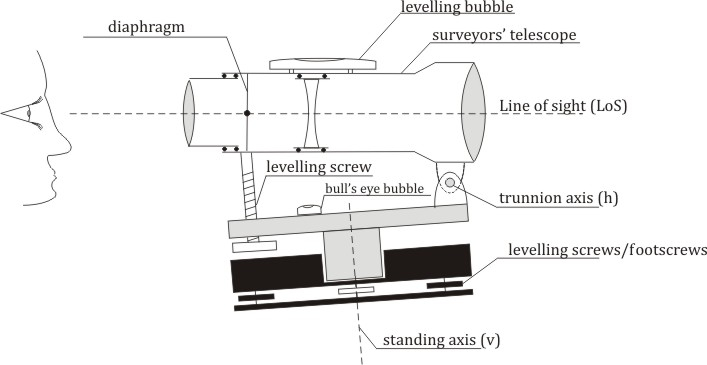 levelling bubble
diaphragm
surveyors' telescope
Line of sight (LoS)
levelling screw
bull's eye bubble
trunnion axis (h)
levelling screws/footscrews
standing axis (v)